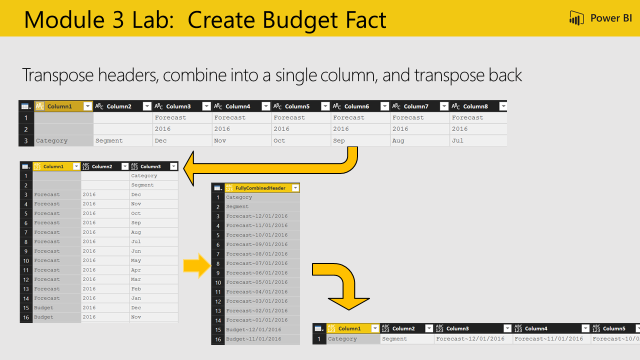 Module 3 Lab: Create Budget Fact
Power BI
Transpose headers, combine into a single column, and transpose back
Column1 Column2 Column3 Column4 Column5 Column6 Column7 Column8
1 Forecast Forecast Forecast Forecast Forecast Forecast
2 2016 2016 2016 2016 2016 2016
3 Category Segment Dec Nov Oct Sep Aug Jul
Column1 Column2 Column3
1 Category
2 Segment
3 Forecast 2016 Dec
4 Forecast 2016 Nov
5 Forecast 2016 Oct
6 Forecast 2016 Sep
7 Forecast 2016 Aug
8 Forecast 2016 Jul
9 Forecast 2016 Jun
10 Forecast 2016 May
11 Forecast 2016 Apr
12 Forecast 2016 Mar
13 Forecast 2016 Feb
14 Forecast 2016 Jan
15 Budget 2016 Dec
16 Budget 2016 Nov
FullyCombinedHeader
1 Category
2 Segment
3 Forecast-12/01/2016
4 Forecast-11/01/2016
5 Forecast-10/01/2016
6 Forecast-09/01/2016
7 Forecast-08/01/2016
8 Forecast-07/01/2016
9 Forecast-06/01/2016
10 Forecast-05/01/2016
11 Forecast-04/01/2016
12 Forecast-03/01/2016
13 Forecast-02/01/2016
14 Forecast-01/01/2016
15 Budget-12/01/2016
16 Budget-11/01/2016
Column1 Column2 Column3 Column4 Column5
1 Category Segment Forecast-12/01/2016 Forecast-11/01/2016 Forecast-10/0